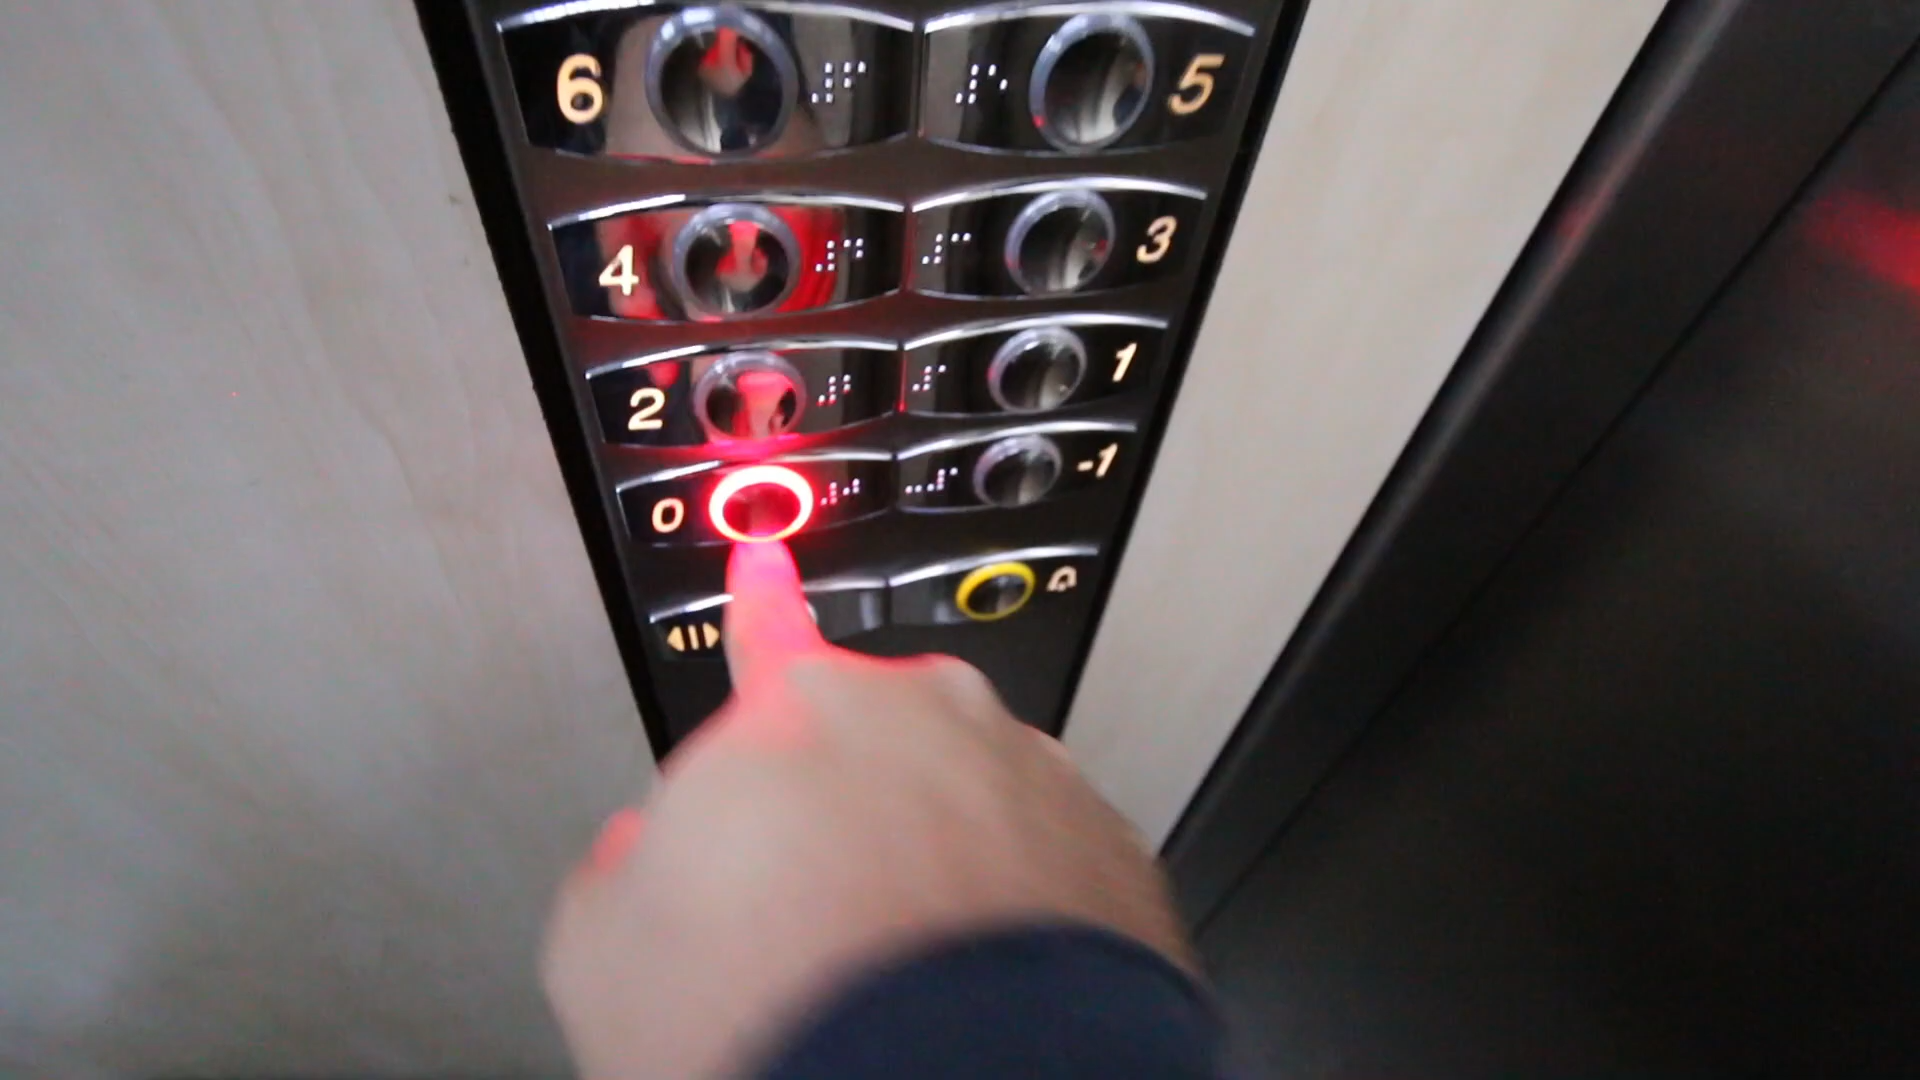 6 ⠼⠋ ⠼⠑ 5
4 ⠼⠙ ⠼⠉ 3
2 ⠼⠃ ⠼⠁ 1
0 ⠼⠚ ⠤⠼⠁ -1